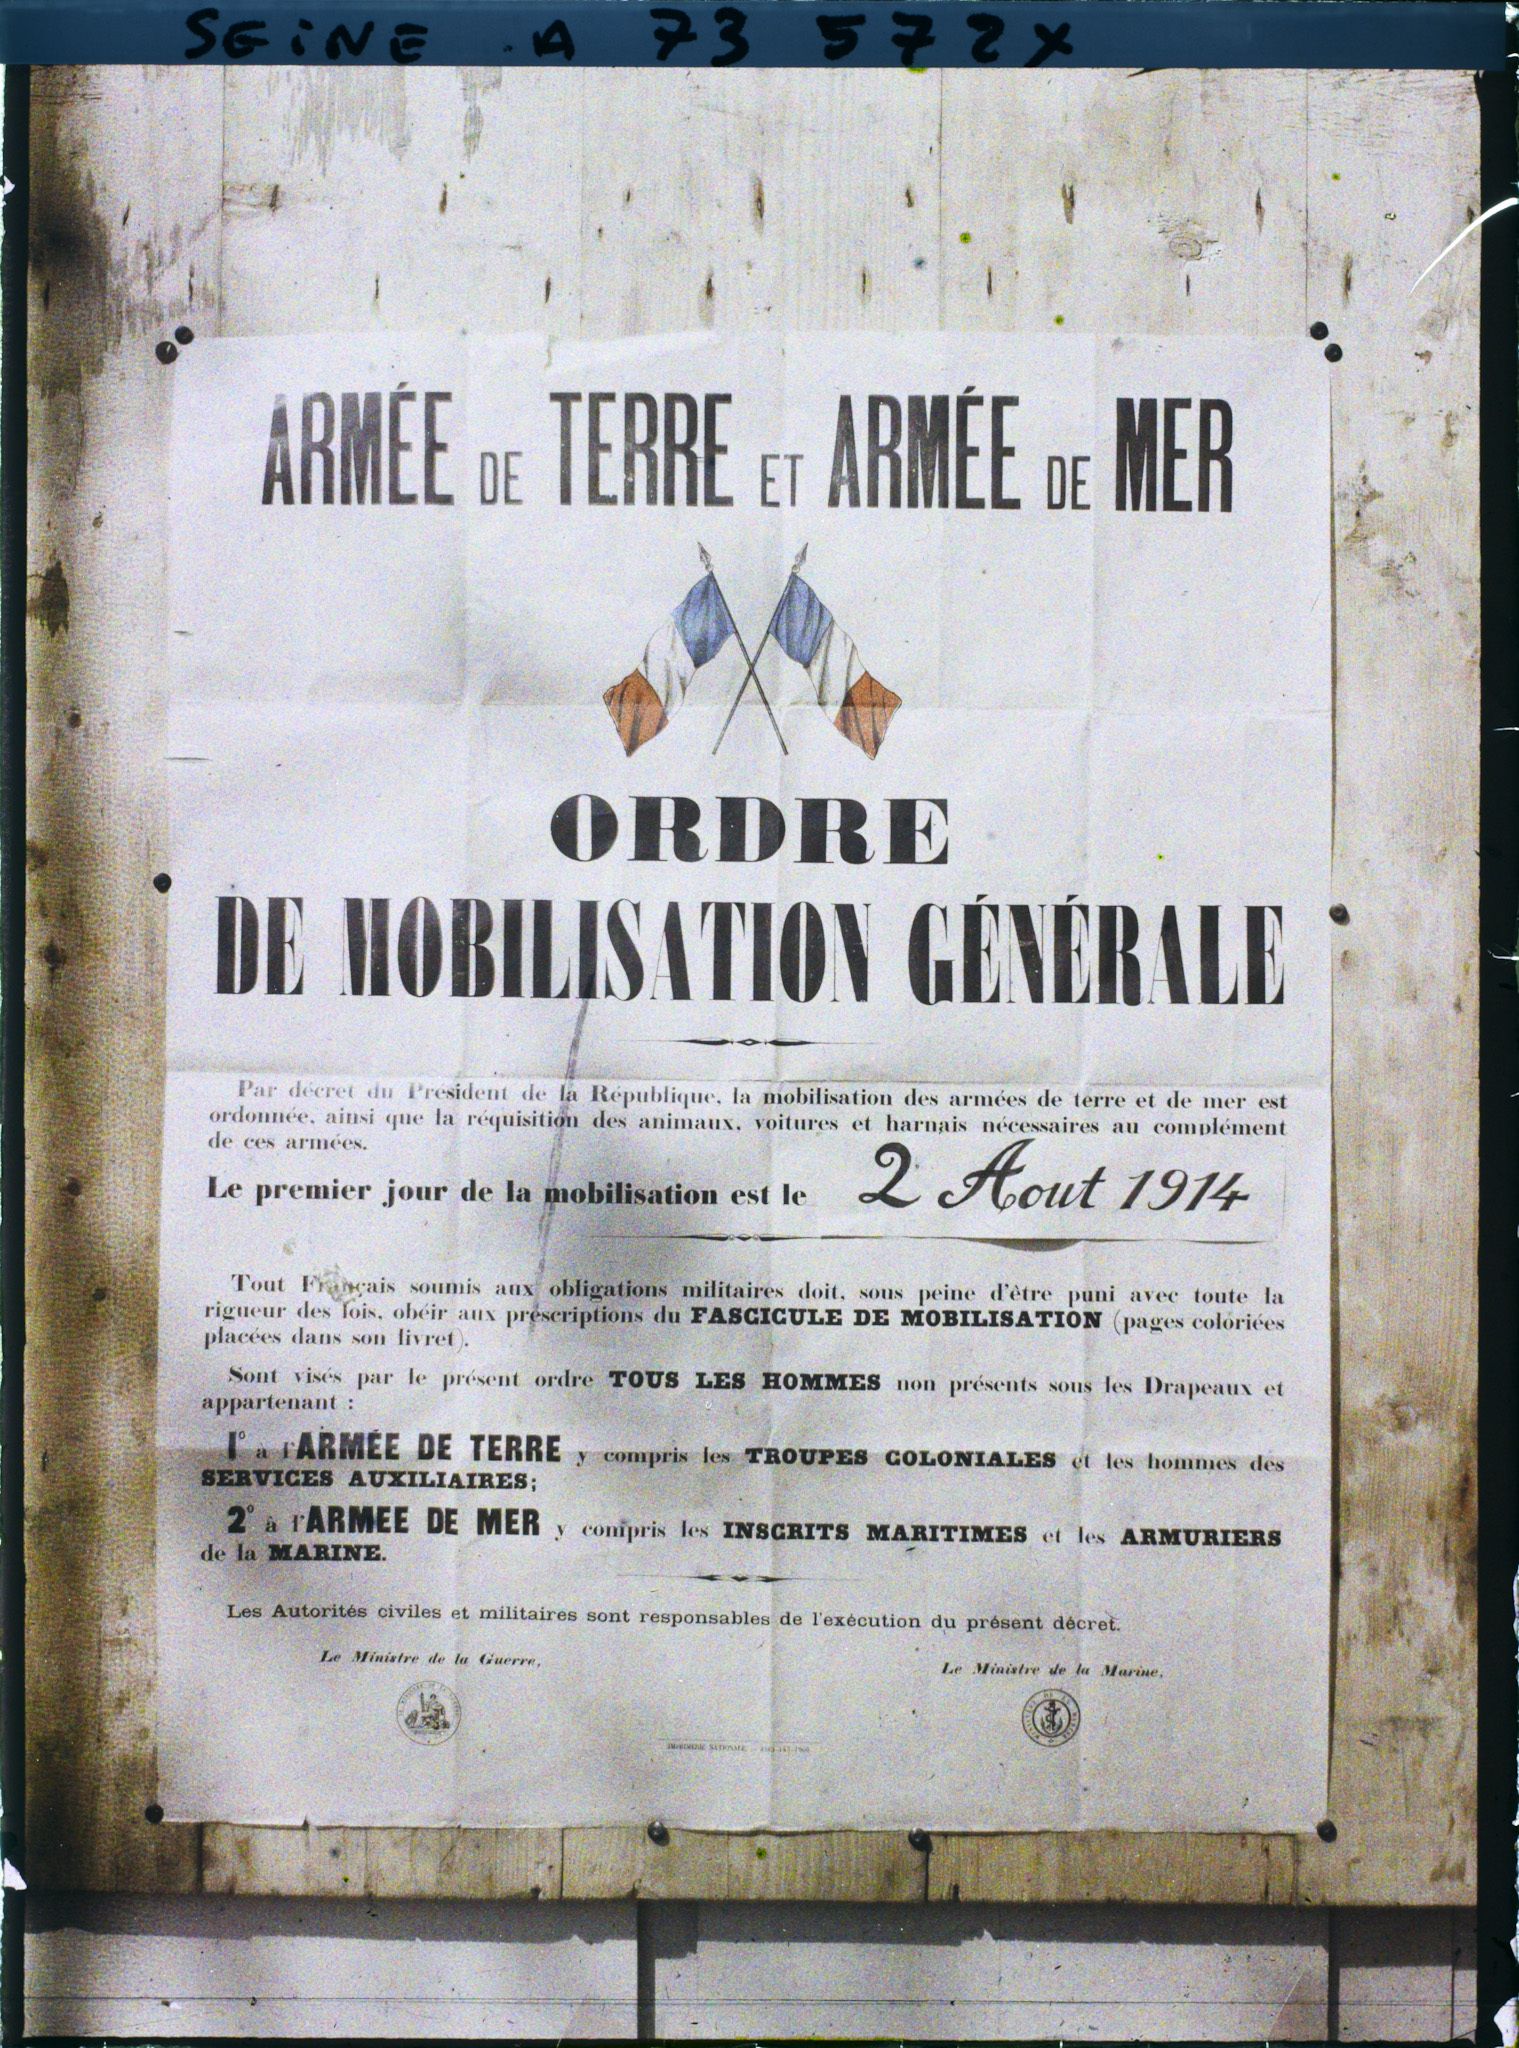 SEINE . A 73 572X
ARMÉE DE TERRE ET ARMÉE DE MER
ORDRE
DE MOBILISATION GÉNÉRALE
Par décret du Président de la République, la mobilisation des armées de terre et de mer est
ordonnée, ainsi que la réquisition des animaux, voitures et harnais nécessaires au complément
de ces armées.
Le premier jour de la mobilisation est le 2 Aout 1914
Tout Français soumis aux obligations militaires doit, sous peine d'être puni avec toute la
rigueur des lois, obéir aux prescriptions du FASCICULE DE MOBILISATION (pages coloriées
placées dans son livret).
Sont visés par le présent ordre TOUS LES HOMMES non présents sous les Drapeaux et
appartenant :
1° à l'ARMÉE DE TERRE y compris les TROUPES COLONIALES et les hommes des
SERVICES AUXILIAIRES;
2° à l'ARMEE DE MER y compris les INSCRITS MARITIMES et les ARMURIERS
de la MARINE.
Les Autorités civiles et militaires sont responsables de l'exécution du présent décret.
Le Ministre de la Guerre,
Le Ministre de la Marine,
IMPRIMERIE NATIONALE